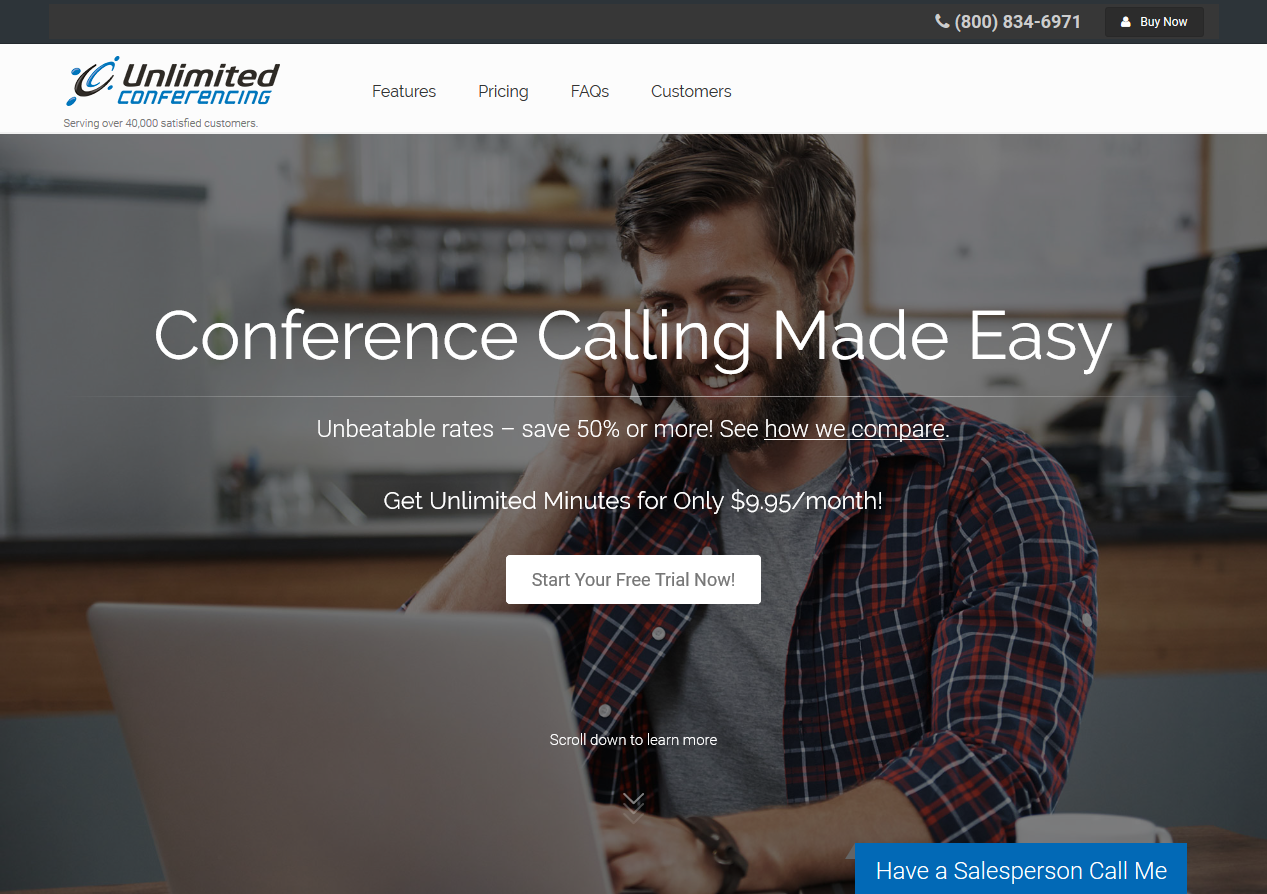 (800) 834-6971
Buy Now
Unlimited
CONFERENCING
Serving over 40,000 satisfied customers.
Features
Pricing
FAQs
Customers
Conference Calling Made Easy
Unbeatable rates – save 50% or more! See how we compare.
Get Unlimited Minutes for Only $9.95/month!
Start Your Free Trial Now!
Scroll down to learn more
Have a Salesperson Call Me